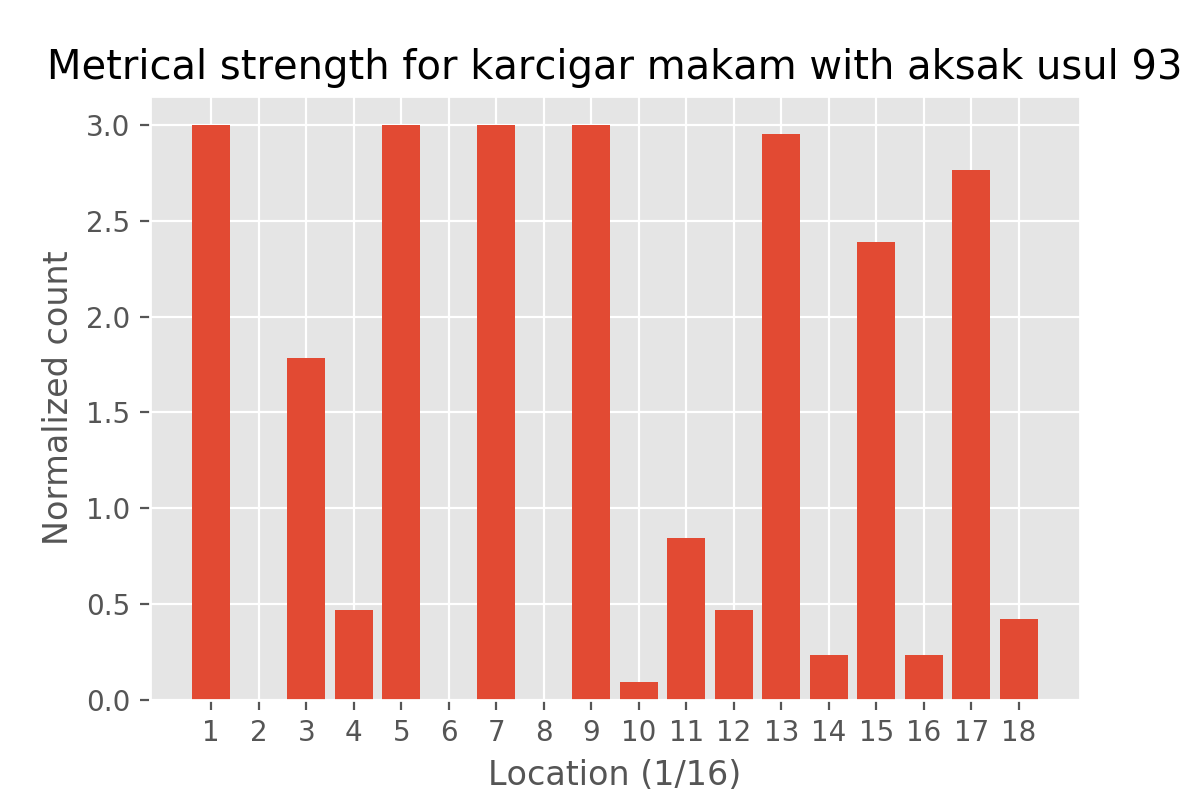 Metrical strength for karcigar makam with aksak usul 93
3.0
2.5
2.0
1.5
1.0
0.5
0.0
Normalized count
1 2 3 4 5 6 7 8 9 10 11 12 13 14 15 16 17 18
Location (1/16)